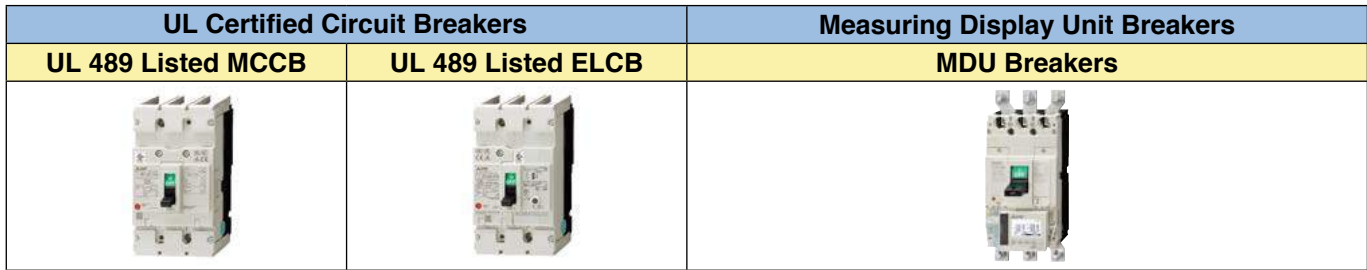 UL Certified Circuit Breakers
Measuring Display Unit Breakers
UL 489 Listed MCCB
UL 489 Listed ELCB
MDU Breakers